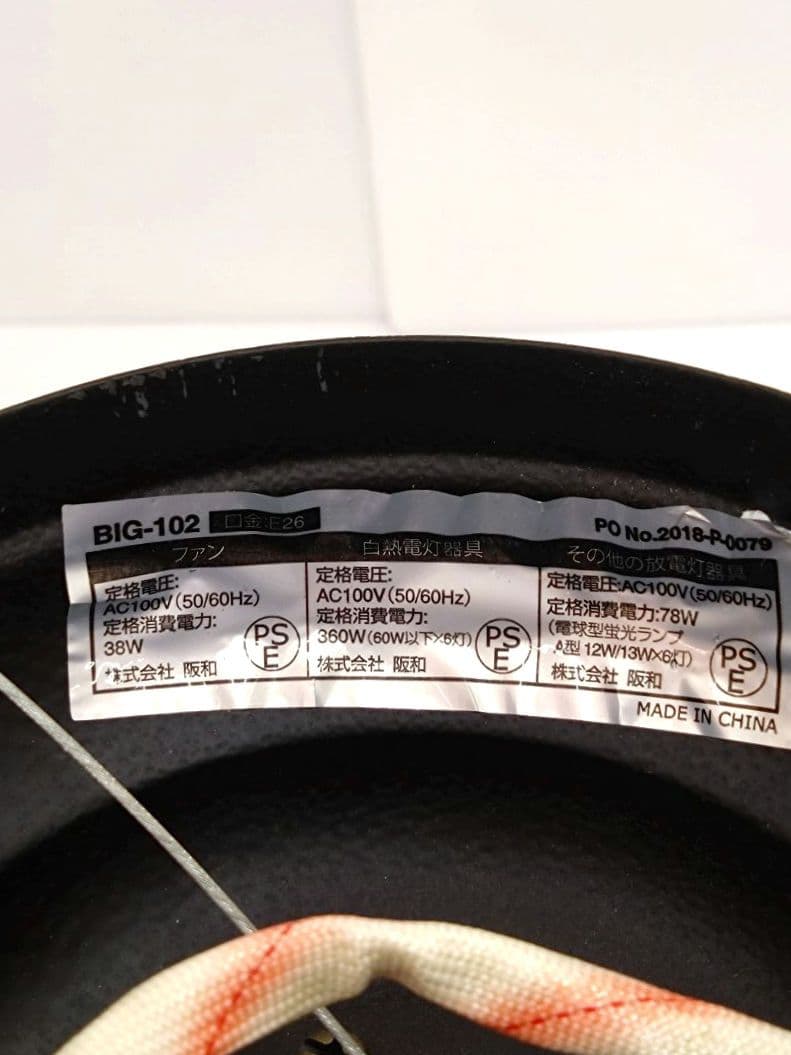 BIG-102 口金:E26
PO No.2018-P-0079
ファン
定格電圧:
AC100V(50/60Hz)
定格消費電力:
38W
株式会社 阪和
PS
E
白熱電灯器具
定格電圧:
AC100V(50/60Hz)
定格消費電力:
360W(60W以下×6灯)
株式会社 阪和
PS
E
その他の放電灯器具
定格電圧:AC100V(50/60Hz)
定格消費電力:78W
(電球型蛍光ランプ
A型 12W/13W×6灯)
株式会社 阪和
PS
E
MADE IN CHINA